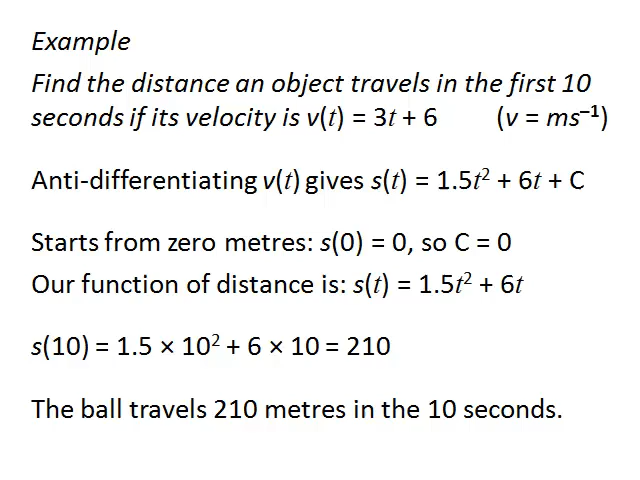 Example
Find the distance an object travels in the first 10
seconds if its velocity is v(t) = 3t + 6 (v = ms⁻¹)
Anti-differentiating v(t) gives s(t) = 1.5t² + 6t + C
Starts from zero metres: s(0) = 0, so C = 0
Our function of distance is: s(t) = 1.5t² + 6t
s(10) = 1.5 × 10² + 6 × 10 = 210
The ball travels 210 metres in the 10 seconds.